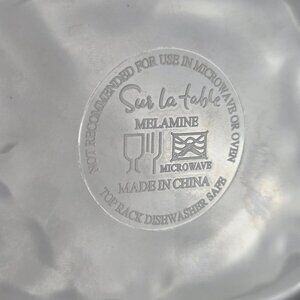 NOT RECOMMENDED FOR USE IN MICROWAVE OR OVEN
Sur la table
MELAMINE
MICROWAVE
MADE IN CHINA
TOP RACK DISHWASHER SAFE